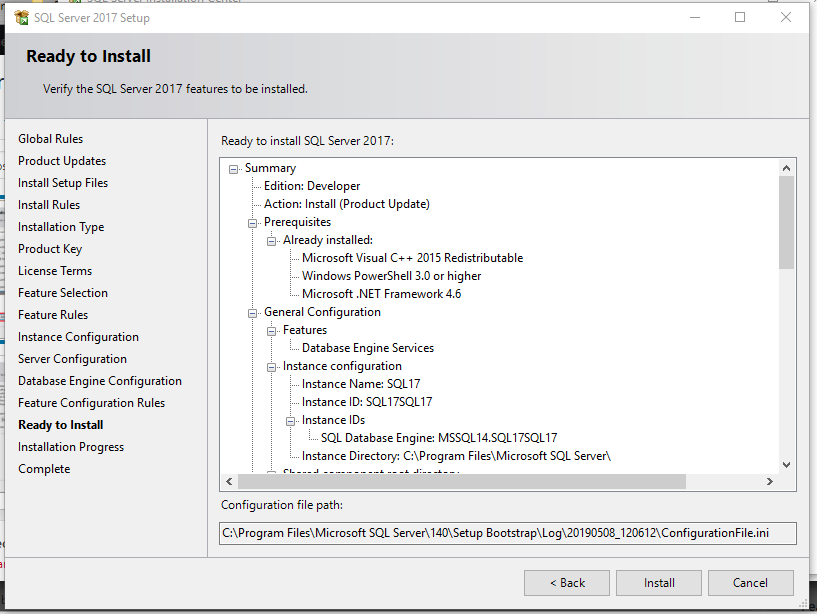 SQL Server 2017 Setup
Ready to Install
Verify the SQL Server 2017 features to be installed.
Global Rules
Product Updates
Install Setup Files
Install Rules
Installation Type
Product Key
License Terms
Feature Selection
Feature Rules
Instance Configuration
Server Configuration
Database Engine Configuration
Feature Configuration Rules
Ready to Install
Installation Progress
Complete
Ready to install SQL Server 2017:
Summary
Edition: Developer
Action: Install (Product Update)
Prerequisites
Already installed:
Microsoft Visual C++ 2015 Redistributable
Windows PowerShell 3.0 or higher
Microsoft .NET Framework 4.6
General Configuration
Features
Database Engine Services
Instance configuration
Instance Name: SQL17
Instance ID: SQL17SQL17
Instance IDs
SQL Database Engine: MSSQL14.SQL17SQL17
Instance Directory: C:\Program Files\Microsoft SQL Server\
Shared component root directory
Configuration file path:
C:\Program Files\Microsoft SQL Server\140\Setup Bootstrap\Log\20190508_120612\ConfigurationFile.ini
< Back
Install
Cancel